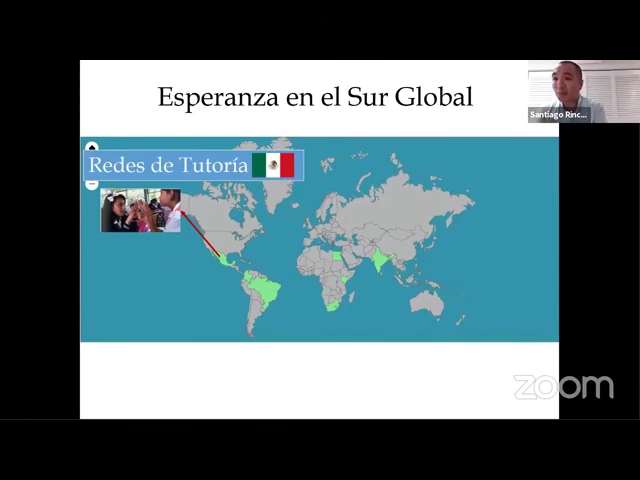 Esperanza en el Sur Global
Santiago Rinc...
Redes de Tutoría
zoom